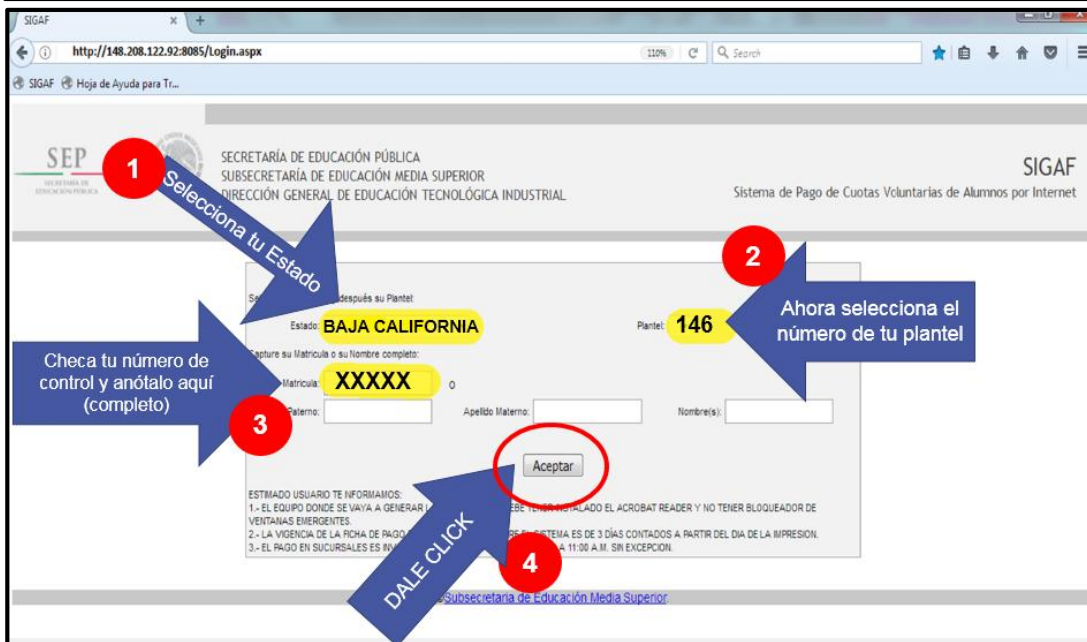 SIGAF
http://148.208.122.92:8085/Login.aspx
110%
Search
SIGAF Hoja de Ayuda para Tr...
SEP
SECRETARÍA DE
EDUCACIÓN PÚBLICA
SECRETARÍA DE EDUCACIÓN PÚBLICA
SUBSECRETARÍA DE EDUCACIÓN MEDIA SUPERIOR
DIRECCIÓN GENERAL DE EDUCACIÓN TECNOLÓGICA INDUSTRIAL
SIGAF
Sistema de Pago de Cuotas Voluntarias de Alumnos por Internet
1
Selecciona tu Estado
2
Ahora selecciona el
número de tu plantel
después su Plantel:
Estado: BAJA CALIFORNIA
Plantel: 146
Capture su Matricula o su Nombre completo:
Checa tu número de
control y anótalo aquí
(completo)
3
Matricula: XXXXX o
Paterno:
Apellido Materno:
Nombre(s):
Aceptar
DALE CLICK
4
ESTIMADO USUARIO TE INFORMAMOS:
1.- EL EQUIPO DONDE SE VAYA A GENERAR TENER INSTALADO EL ACROBAT READER Y NO TENER BLOQUEADOR DE
VENTANAS EMERGENTES.
2.- LA VIGENCIA DE LA FICHA DE PAGO EL SISTEMA ES DE 3 DÍAS CONTADOS A PARTIR DEL DIA DE LA IMPRESION.
3.- EL PAGO EN SUCURSALES ES A 11:00 A.M. SIN EXCEPCION.
Subsecretaria de Educación Media Superior.